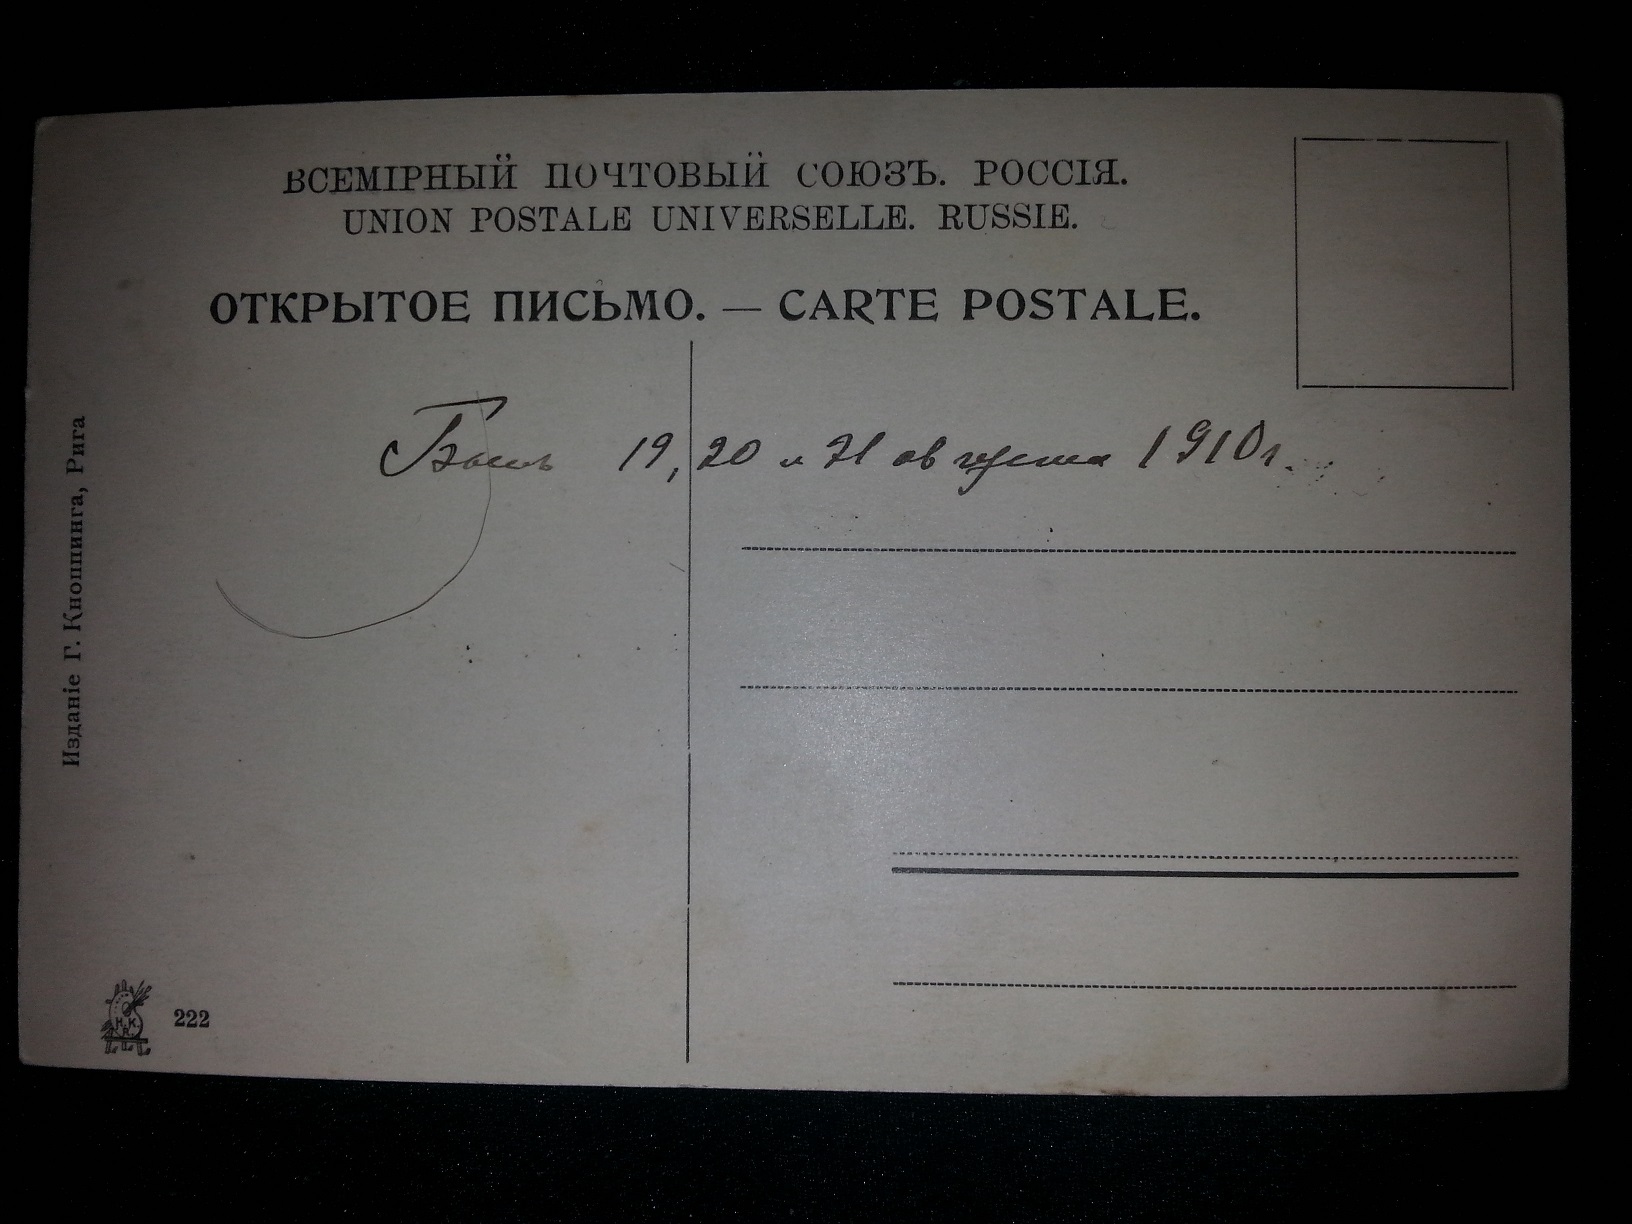 ВСЕМІРНЫЙ ПОЧТОВЫЙ СОЮЗЪ. РОССІЯ.
UNION POSTALE UNIVERSELLE. RUSSIE.
ОТКРЫТОЕ ПИСЬМО. — CARTE POSTALE.
19, 20 и 21 августа 1910 г.
Изданіе Г. Кноппинга, Рига
H. K. R.
222